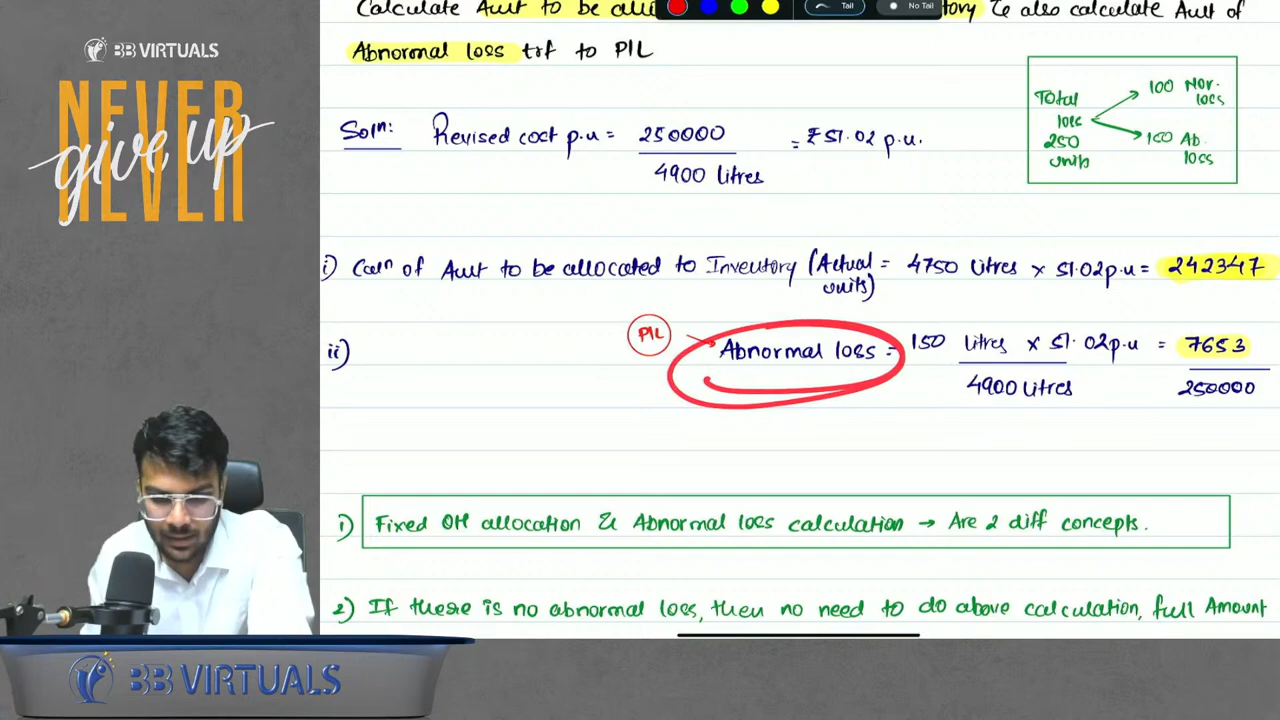 Calculate Amt to be allo
tory & also calculate Amt of
Tail
No Tail
BB VIRTUALS
NEVER
give up
NEVER
Abnormal loss trf to P/L
Total loss 250 units
100 Nor. loss
150 Ab. loss
Soln: Revised cost p.u = 250000 / 4900 litres = ₹51.02 p.u.
i) Caln of Amt to be allocated to Inventory (Actual units) = 4750 litres × 51.02p.u = 242347
P/L
ii) Abnormal loss = 150 litres × 51.02p.u = 7653
4900 litres
250000
1) Fixed OH allocation & Abnormal loss calculation → Are 2 diff concepts.
2) If there is no abnormal loss, then no need to do above calculation, full Amount
BB VIRTUALS